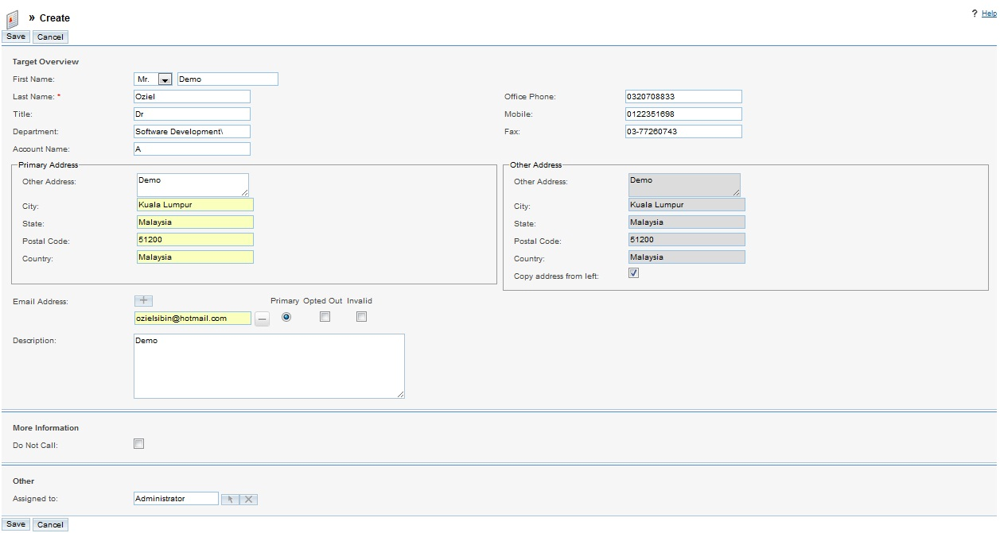 » Create
? Help
Save Cancel
Target Overview
First Name: Mr. Demo
Last Name: * Oziel Office Phone: 0320708833
Title: Dr Mobile: 0122351698
Department: Software Development\ Fax: 03-77260743
Account Name: A
Primary Address
Other Address: Demo
City: Kuala Lumpur
State: Malaysia
Postal Code: 51200
Country: Malaysia
Other Address
Other Address: Demo
City: Kuala Lumpur
State: Malaysia
Postal Code: 51200
Country: Malaysia
Copy address from left:
Email Address: Primary Opted Out Invalid
ozielsibin@hotmail.com
Description: Demo
More Information
Do Not Call:
Other
Assigned to: Administrator
Save Cancel